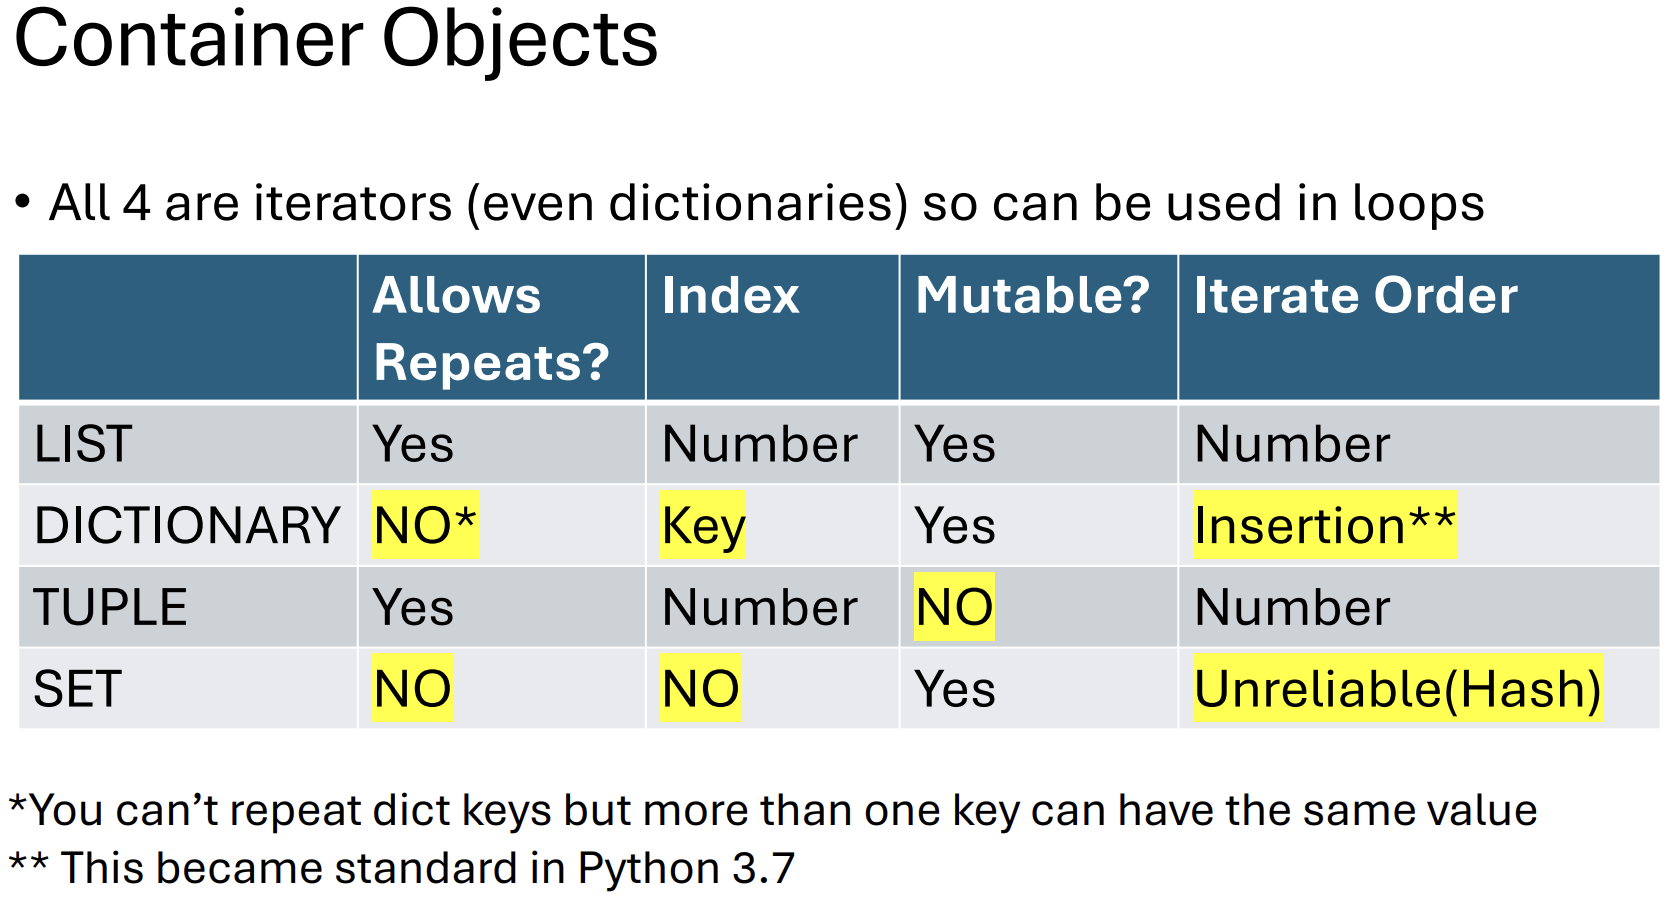 Container Objects
• All 4 are iterators (even dictionaries) so can be used in loops
Allows Repeats? Index Mutable? Iterate Order
LIST Yes Number Yes Number
DICTIONARY NO* Key Yes Insertion**
TUPLE Yes Number NO Number
SET NO NO Yes Unreliable(Hash)
*You can’t repeat dict keys but more than one key can have the same value
** This became standard in Python 3.7